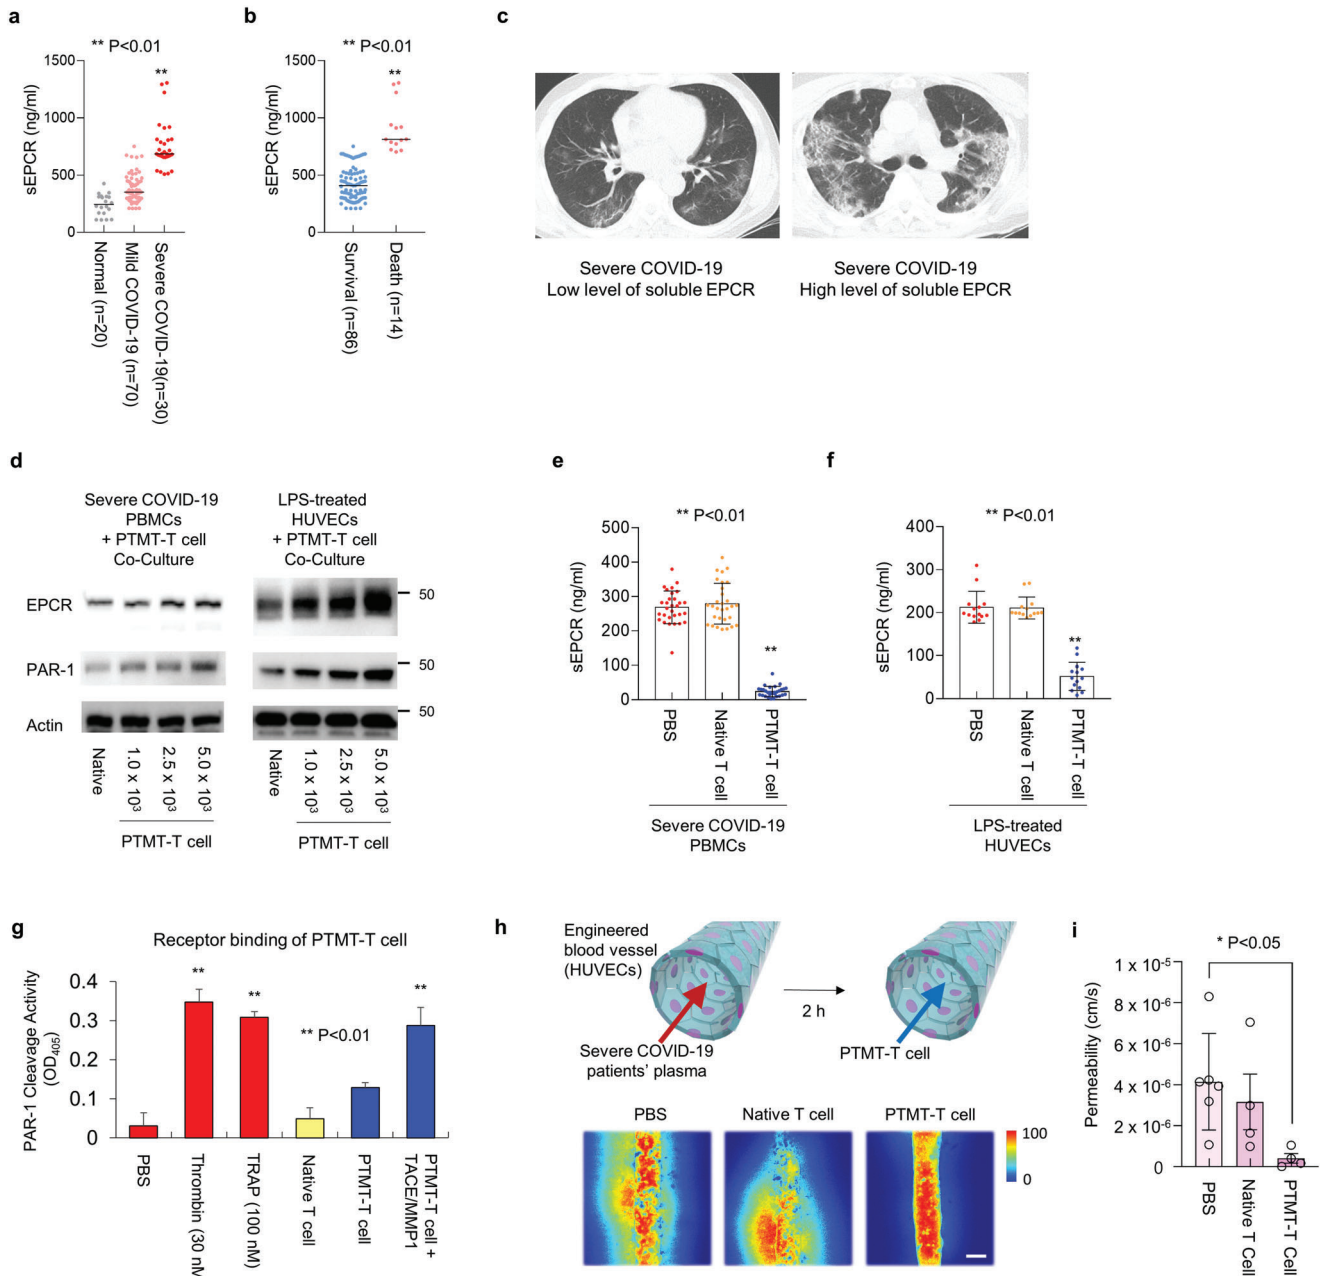 a
** P<0.01
sEPCR (ng/ml)
1500
1000
500
0
**
Normal (n=20)
Mild COVID-19 (n=70)
Severe COVID-19(n=30)
b
** P<0.01
sEPCR (ng/ml)
1500
1000
500
0
**
Survival (n=86)
Death (n=14)
c
Severe COVID-19
Low level of soluble EPCR
Severe COVID-19
High level of soluble EPCR
d
Severe COVID-19
PBMCs
+ PTMT-T cell
Co-Culture
LPS-treated
HUVECs
+ PTMT-T cell
Co-Culture
EPCR
50
PAR-1
50
Actin
50
Native
1.0 x 10³
2.5 x 10³
5.0 x 10³
PTMT-T cell
Native
1.0 x 10³
2.5 x 10³
5.0 x 10³
PTMT-T cell
e
** P<0.01
sEPCR (ng/ml)
500
400
300
200
100
0
**
PBS
Native T cell
PTMT-T cell
Severe COVID-19
PBMCs
f
** P<0.01
sEPCR (ng/ml)
400
300
200
100
0
**
PBS
Native T cell
PTMT-T cell
LPS-treated
HUVECs
g
Receptor binding of PTMT-T cell
PAR-1 Cleavage Activity
(OD₄₀₅)
0.4
0.3
0.2
0.1
0
**
**
** P<0.01
**
PBS
Thrombin (30 nM
TRAP (100 nM)
Native T cell
PTMT-T cell
PTMT-T cell +
TACE/MMP1
h
Engineered
blood vessel
(HUVECs)
2 h
Severe COVID-19
patients' plasma
PTMT-T cell
PBS
Native T cell
PTMT-T cell
100
0
i
* P<0.05
Permeability (cm/s)
1 x 10⁻⁵
8 x 10⁻⁶
6 x 10⁻⁶
4 x 10⁻⁶
2 x 10⁻⁶
0
PBS
Native T Cell
PTMT-T Cell